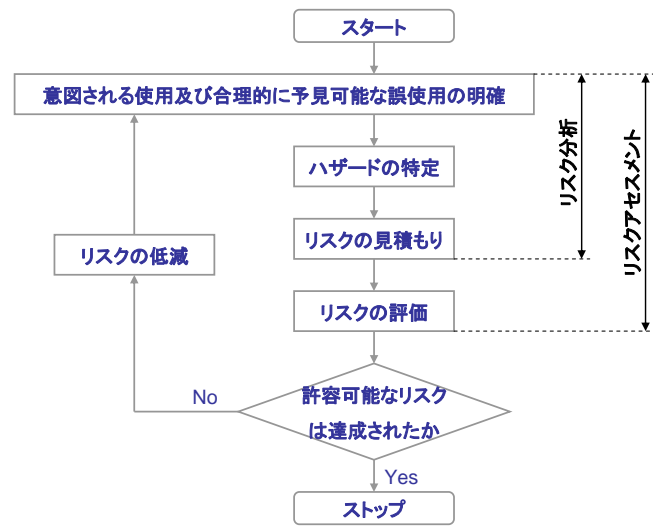 スタート
意図される使用及び合理的に予見可能な誤使用の明確
ハザードの特定
リスクの見積もり
リスクの低減
リスクの評価
No
許容可能なリスク
は達成されたか
Yes
ストップ
リスク分析
リスクアセスメント